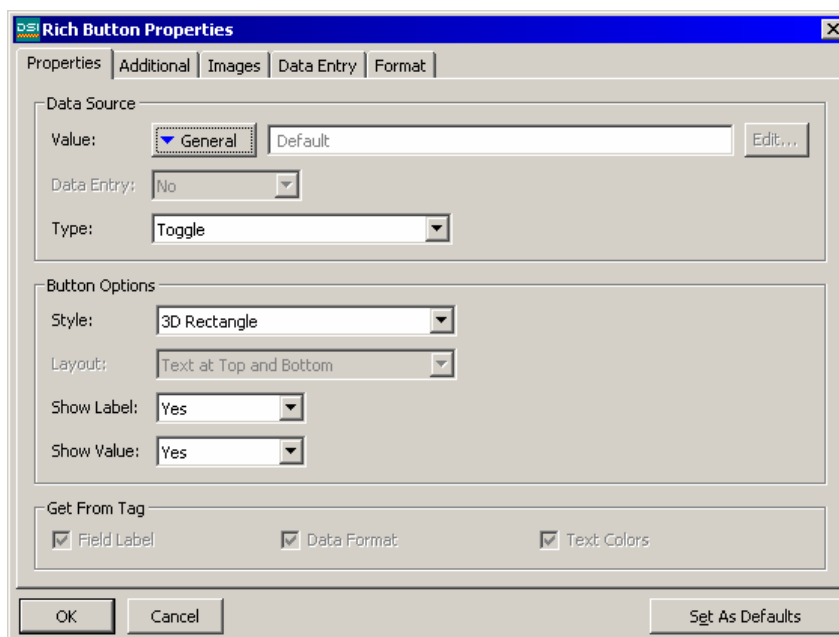 DSI Rich Button Properties
Properties Additional Images Data Entry Format
Data Source
Value: General Default Edit...
Data Entry: No
Type: Toggle
Button Options
Style: 3D Rectangle
Layout: Text at Top and Bottom
Show Label: Yes
Show Value: Yes
Get From Tag
Field Label Data Format Text Colors
OK Cancel Set As Defaults